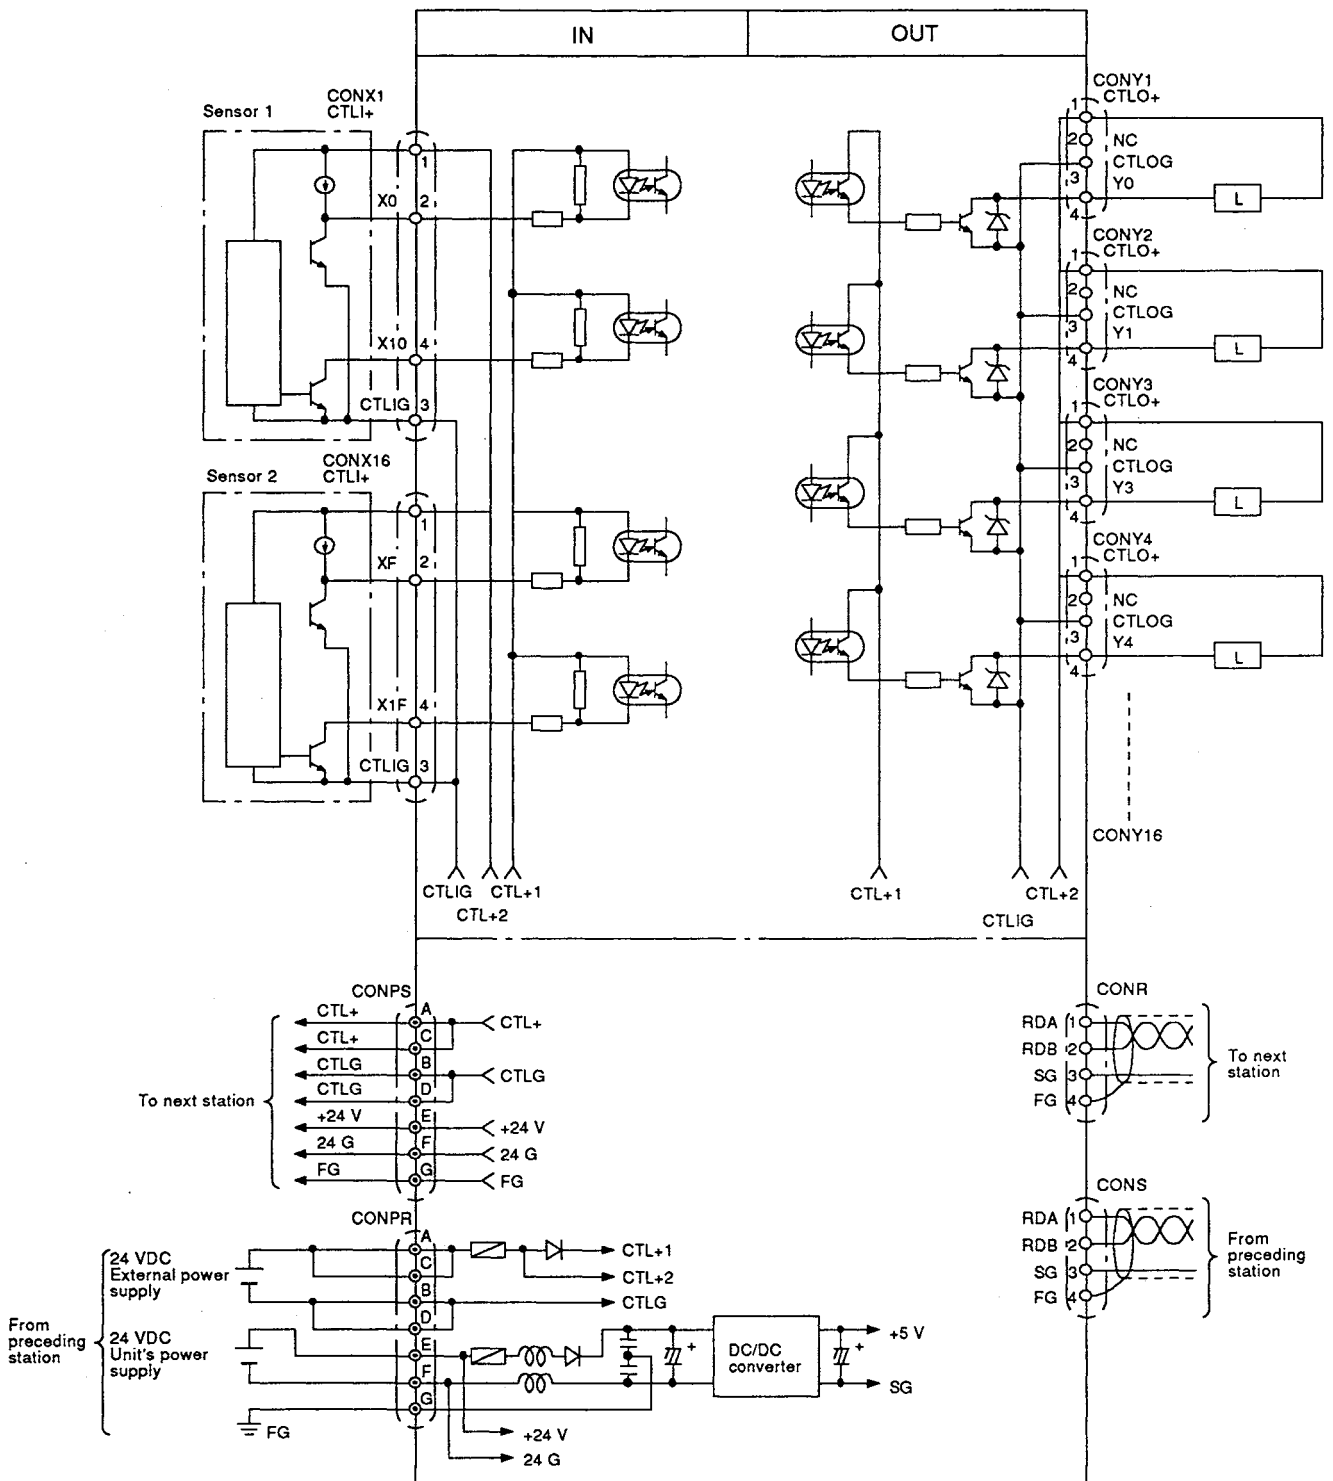 IN
OUT
Sensor 1
CONX1
CTLI+
1
X0
2
X10
4
CTLIG
3
Sensor 2
CONX16
CTLI+
1
XF
2
X1F
4
CTLIG
3
CTLIG
CTL+2
CTL+1
CONY1
CTLO+
1
2
NC
CTLOG
3
Y0
4
L
CONY2
CTLO+
1
2
NC
CTLOG
3
Y1
4
L
CONY3
CTLO+
1
2
NC
CTLOG
3
Y3
4
L
CONY4
CTLO+
1
2
NC
CTLOG
3
Y4
4
L
CONY16
CTL+1
CTLIG
CTL+2
CONPS
CTL+
A
CTL+
CTL+
C
CTLG
B
CTLG
CTLG
D
To next station
+24 V
E
+24 V
24 G
F
24 G
FG
G
FG
CONR
RDA
1
RDB
2
SG
3
FG
4
To next
station
CONPR
A
C
B
D
E
F
G
CTL+1
CTL+2
CTLG
From
preceding
station
24 VDC
External power
supply
24 VDC
Unit's power
supply
FG
+24 V
24 G
+
DC/DC
converter
+
+5 V
SG
CONS
RDA
1
RDB
2
SG
3
FG
4
From
preceding
station